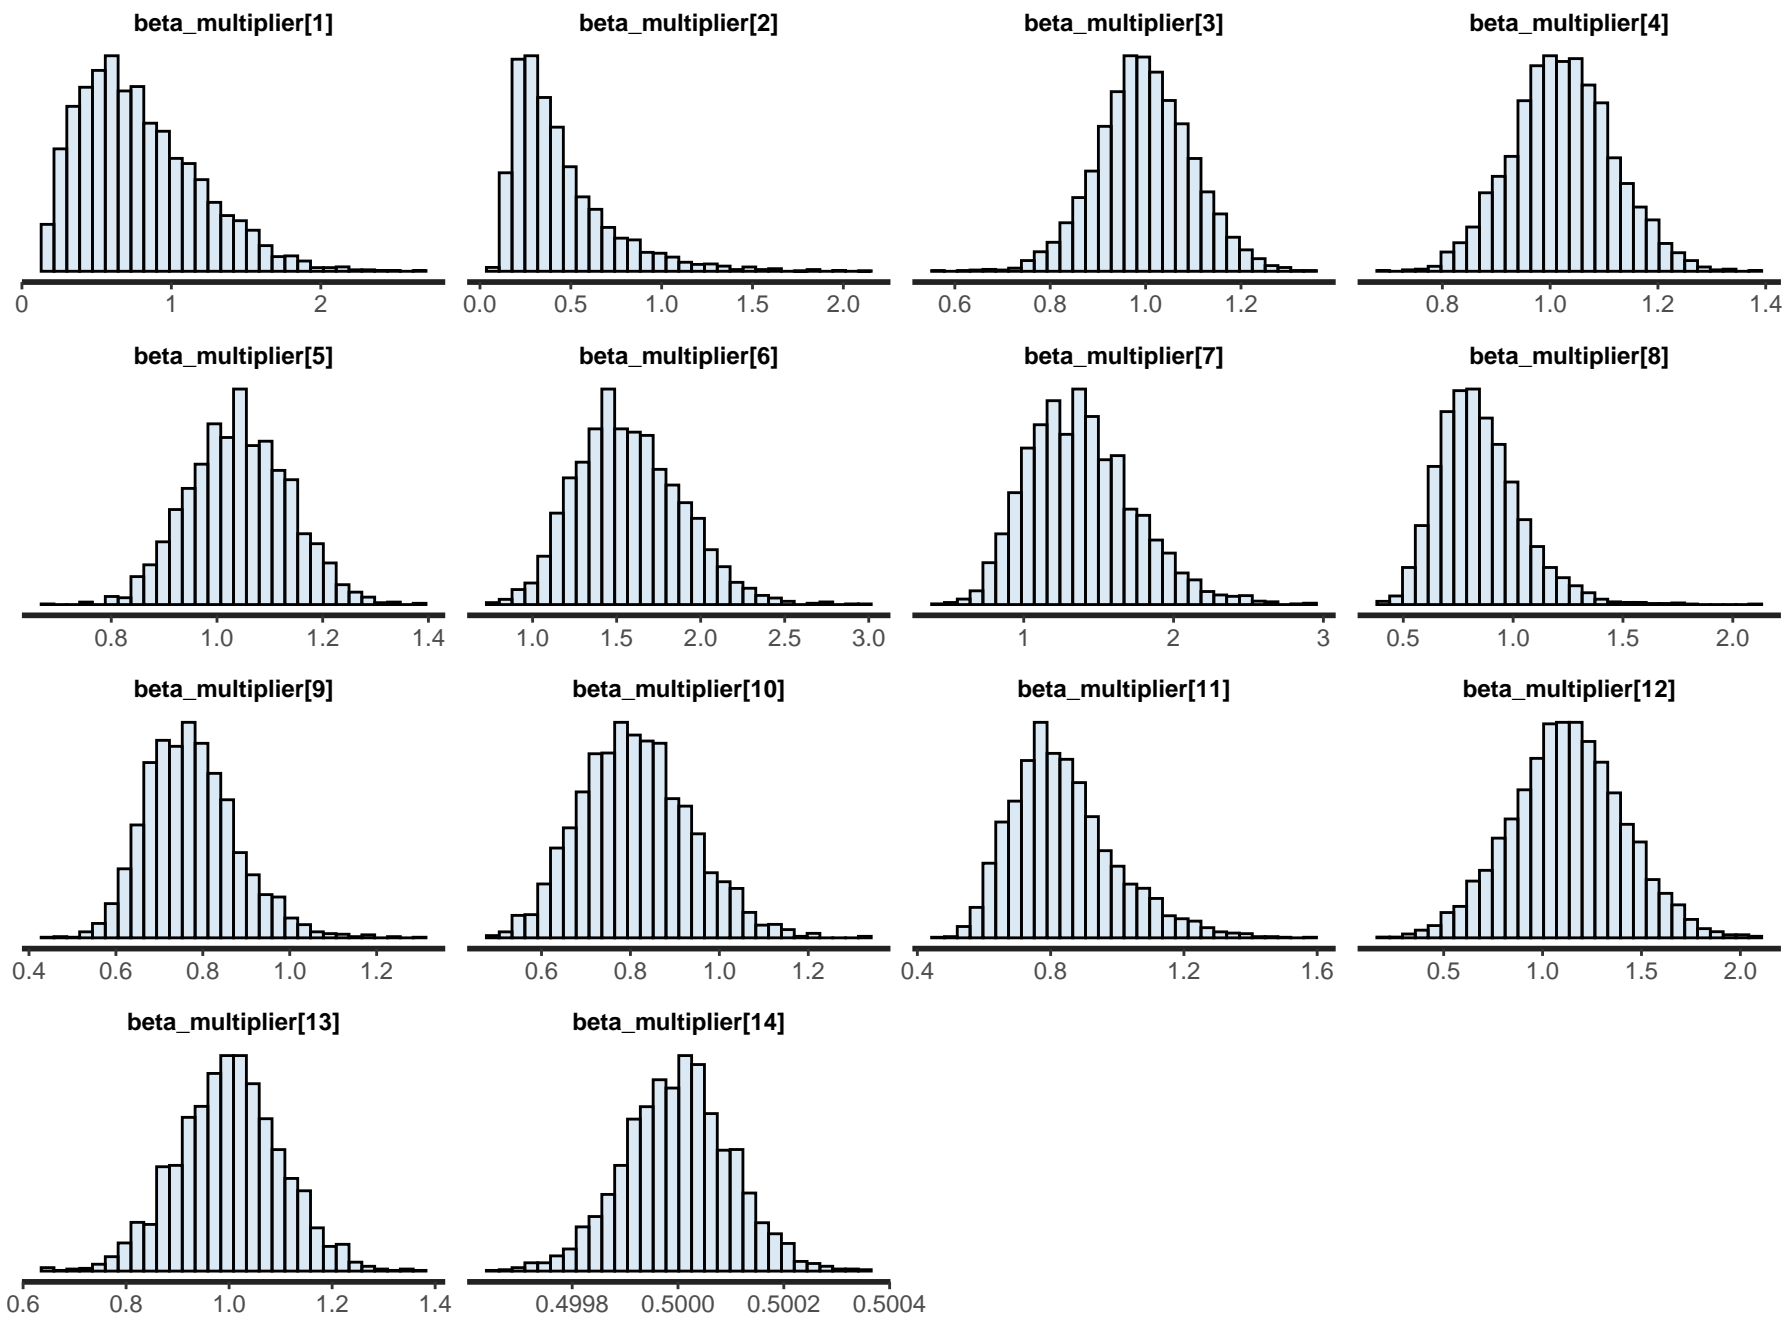 beta_multiplier[1] beta_multiplier[2] beta_multiplier[3] beta_multiplier[4]
0 1 2 0.0 0.5 1.0 1.5 2.0 0.6 0.8 1.0 1.2 0.8 1.0 1.2 1.4
beta_multiplier[5] beta_multiplier[6] beta_multiplier[7] beta_multiplier[8]
0.8 1.0 1.2 1.4 1.0 1.5 2.0 2.5 3.0 1 2 3 0.5 1.0 1.5 2.0
beta_multiplier[9] beta_multiplier[10] beta_multiplier[11] beta_multiplier[12]
0.4 0.6 0.8 1.0 1.2 0.6 0.8 1.0 1.2 0.4 0.8 1.2 1.6 0.5 1.0 1.5 2.0
beta_multiplier[13] beta_multiplier[14]
0.6 0.8 1.0 1.2 1.4 0.4998 0.5000 0.5002 0.5004